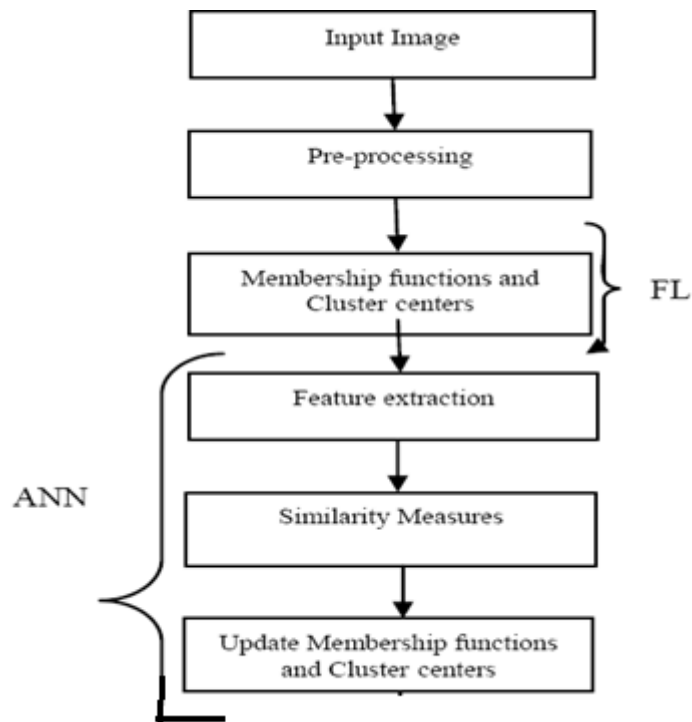 Input Image
Pre-processing
Membership functions and
Cluster centers
FL
Feature extraction
ANN
Similarity Measures
Update Membership functions
and Cluster centers